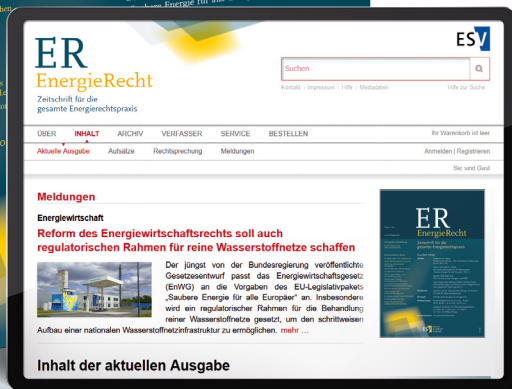 Saubere Energie für alle
ER
EnergieRecht
Zeitschrift für die
gesamte Energierechtspraxis
ESV
Suchen
Kontakt | Impressum | Hilfe | Mediadaten
Hilfe zur Suche
ÜBER INHALT ARCHIV VERFASSER SERVICE BESTELLEN
Ihr Warenkorb ist leer
Aktuelle Ausgabe Aufsätze Rechtsprechung Meldungen
Anmelden | Registrieren
Sie sind Gast
Meldungen
Energiewirtschaft
Reform des Energiewirtschaftsrechts soll auch
regulatorischen Rahmen für reine Wasserstoffnetze schaffen
Der jüngst von der Bundesregierung veröffentlichte
Gesetzesentwurf passt das Energiewirtschaftsgesetz
(EnWG) an die Vorgaben des EU-Legislativpakets
„Saubere Energie für alle Europäer“ an. Insbesondere
wird ein regulatorischer Rahmen für die Behandlung
reiner Wasserstoffnetze gesetzt, um den schrittweisen
Aufbau einer nationalen Wasserstoffnetzinfrastruktur zu ermöglichen. mehr …
ER
EnergieRecht
Zeitschrift für die
gesamte Energierechtspraxis
ESV
Inhalt der aktuellen Ausgabe